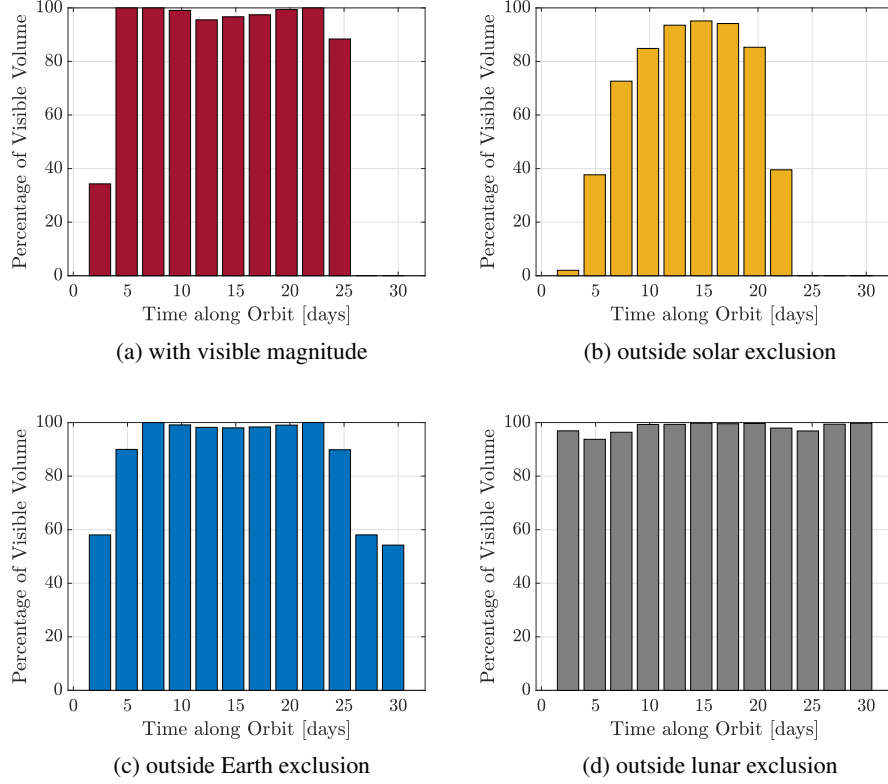 100
80
60
40
20
0
Percentage of Visible Volume
0 5 10 15 20 25 30
Time along Orbit [days]
(a) with visible magnitude
100
80
60
40
20
0
Percentage of Visible Volume
0 5 10 15 20 25 30
Time along Orbit [days]
(b) outside solar exclusion
100
80
60
40
20
0
Percentage of Visible Volume
0 5 10 15 20 25 30
Time along Orbit [days]
(c) outside Earth exclusion
100
80
60
40
20
0
Percentage of Visible Volume
0 5 10 15 20 25 30
Time along Orbit [days]
(d) outside lunar exclusion